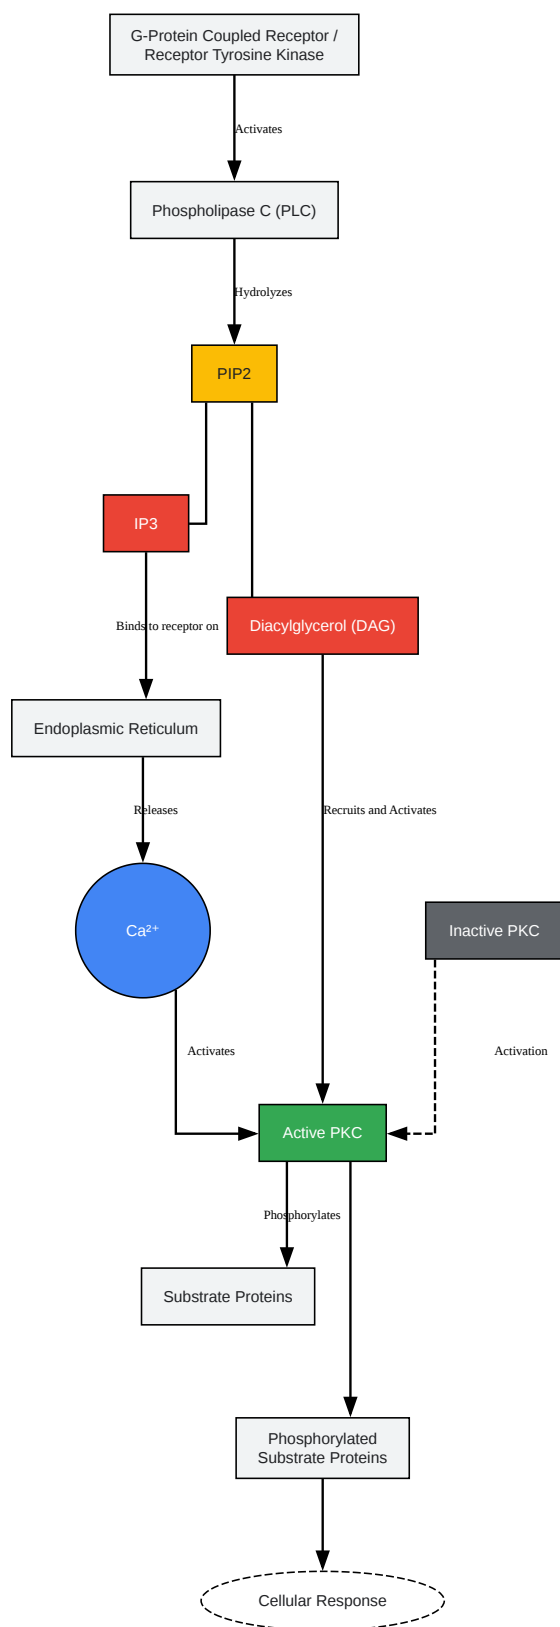 G-Protein Coupled Receptor /
Receptor Tyrosine Kinase
Activates
Phospholipase C (PLC)
Hydrolyzes
PIP2
IP3
Binds to receptor on
Diacylglycerol (DAG)
Endoplasmic Reticulum
Releases
Recruits and Activates
Ca²⁺
Inactive PKC
Activates
Activation
Active PKC
Phosphorylates
Substrate Proteins
Phosphorylated
Substrate Proteins
Cellular Response